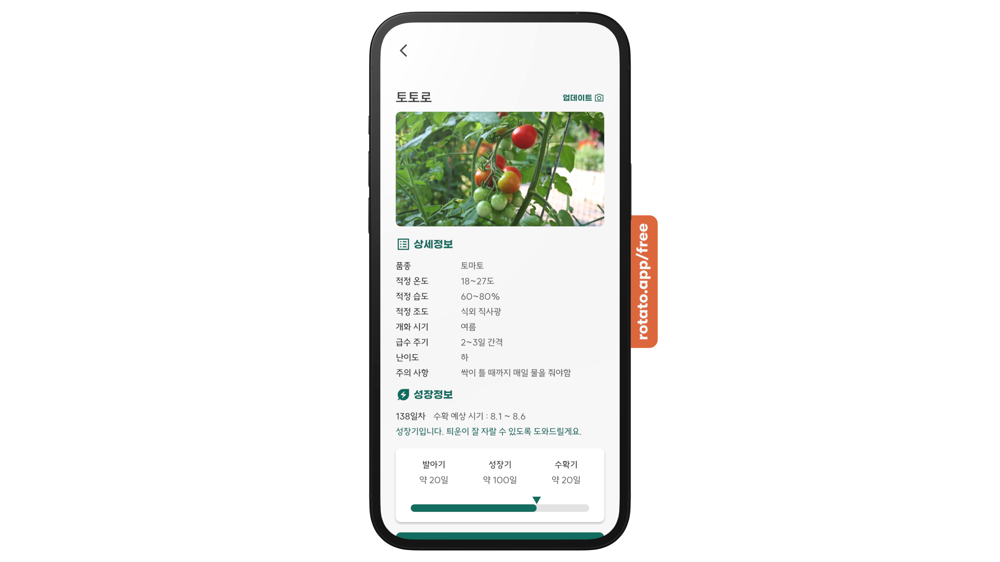 토토로
업데이트
상세정보
품종 토마토
적정 온도 18~27도
적정 습도 60~80%
적정 조도 식외 직사광
개화 시기 여름
급수 주기 2~3일 간격
난이도 하
주의 사항 싹이 틀 때까지 매일 물을 줘야함
성장정보
138일차 수확 예상 시기 : 8.1 ~ 8.6
성장기입니다. 틔운이 잘 자랄 수 있도록 도와드릴게요.
발아기 성장기 수확기
약 20일 약 100일 약 20일
rotato.app/free